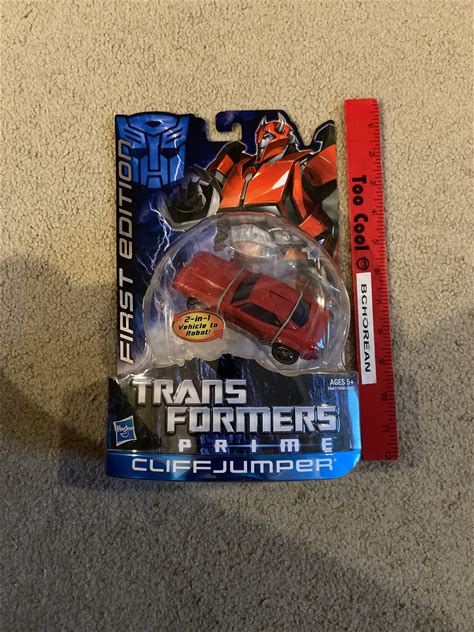 FIRST EDITION
2-in-1
Vehicle to
Robot!
AGES 5+
TRANS
FORMERS
PRIME
Hasbro
CLIFFJUMPER
Too Cool
BCHOREAN